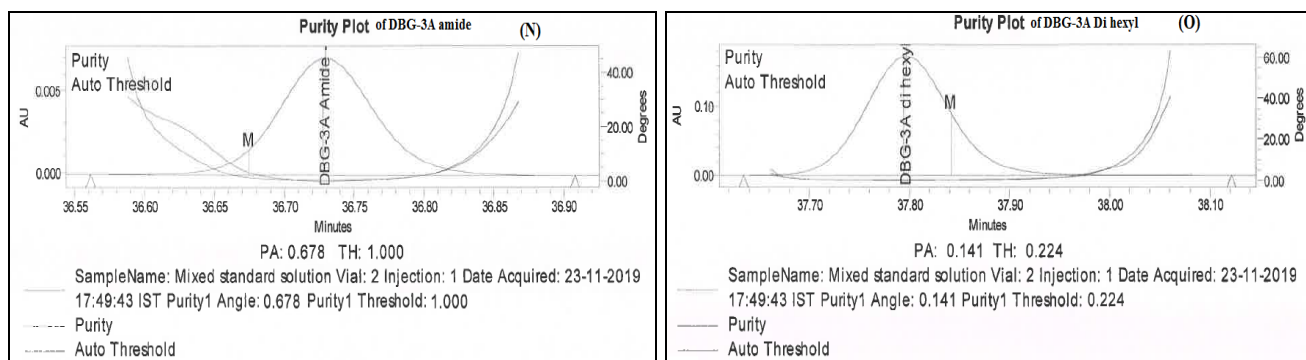 Purity Plot of DBG-3A amide (N)
Purity
Auto Threshold
AU
0.005
0.000
40.00
20.00
0.00
Degrees
M
DBG-3A Amide
36.55 36.60 36.65 36.70 36.75 36.80 36.85 36.90
Minutes
PA: 0.678 TH: 1.000
SampleName: Mixed standard solution Vial: 2 Injection: 1 Date Acquired: 23-11-2019
17:49:43 IST Purity1 Angle: 0.678 Purity1 Threshold: 1.000
Purity
Auto Threshold
Purity Plot of DBG-3A Di hexyl (O)
Purity
Auto Threshold
AU
0.10
0.00
60.00
40.00
20.00
0.00
Degrees
DBG-3A di hexyl
M
37.70 37.80 37.90 38.00 38.10
Minutes
PA: 0.141 TH: 0.224
SampleName: Mixed standard solution Vial: 2 Injection: 1 Date Acquired: 23-11-2019
17:49:43 IST Purity1 Angle: 0.141 Purity1 Threshold: 0.224
Purity
Auto Threshold